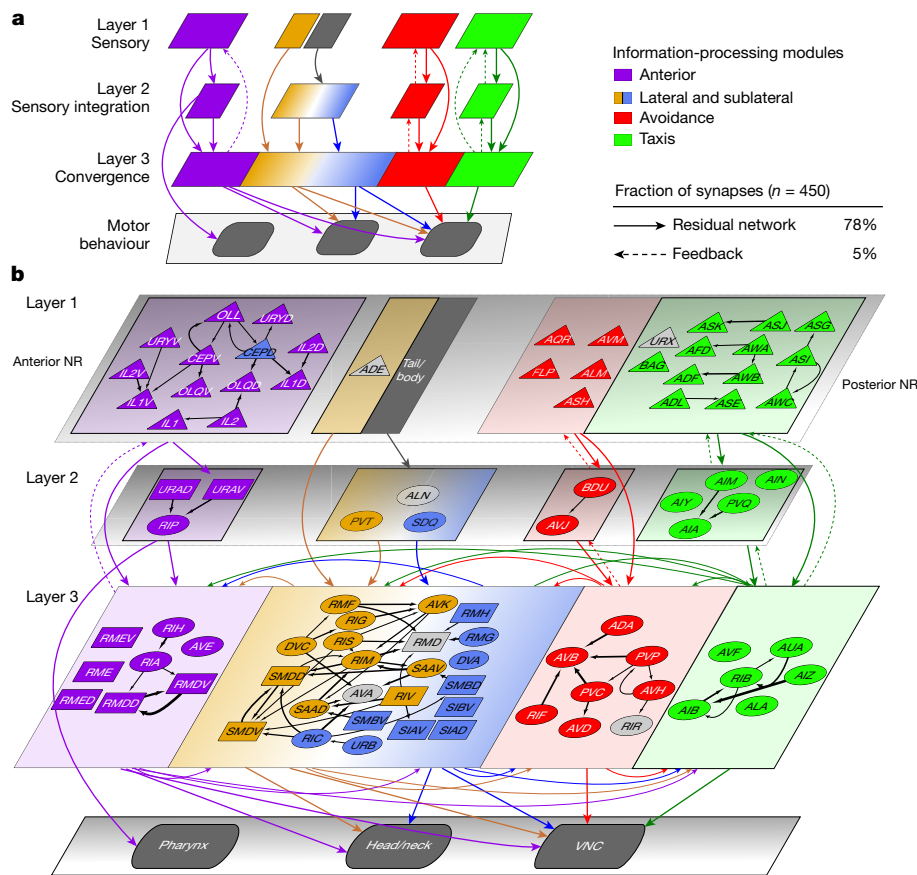 a
Layer 1
Sensory
Layer 2
Sensory integration
Layer 3
Convergence
Motor
behaviour
Information-processing modules
Anterior
Lateral and sublateral
Avoidance
Taxis
Fraction of synapses (n = 450)
Residual network 78%
Feedback 5%
b
Layer 1
Anterior NR
Posterior NR
OLL
URYD
URYV
CEPV
CEPD
IL2D
IL2V
OLQV
OLQD
IL1D
IL1V
IL1
IL2
ADE
Tail/
body
AQR
AVM
FLP
ALM
ASH
URX
ASK
ASJ
ASG
BAG
AFD
AWA
ASI
ADF
AWB
ADL
ASE
AWC
Layer 2
URAD
URAV
RIP
ALN
PVT
SDQ
BDU
AVJ
AIM
AIN
AIY
PVQ
AIA
Layer 3
RMEV
RIH
AVE
RIA
RME
RMED
RMDD
RMDV
RMF
AVK
RIG
RMH
DVC
RIS
RMD
RMG
RIM
DVA
SMDD
SAAV
AVA
SMBD
SAAD
RIV
SMBV
SIBV
SMDV
RIC
URB
SIAV
SIAD
ADA
AVB
PVP
PVC
AVH
RIF
AVD
RIR
AVF
AUA
RIB
AIZ
AIB
ALA
Pharynx
Head/neck
VNC